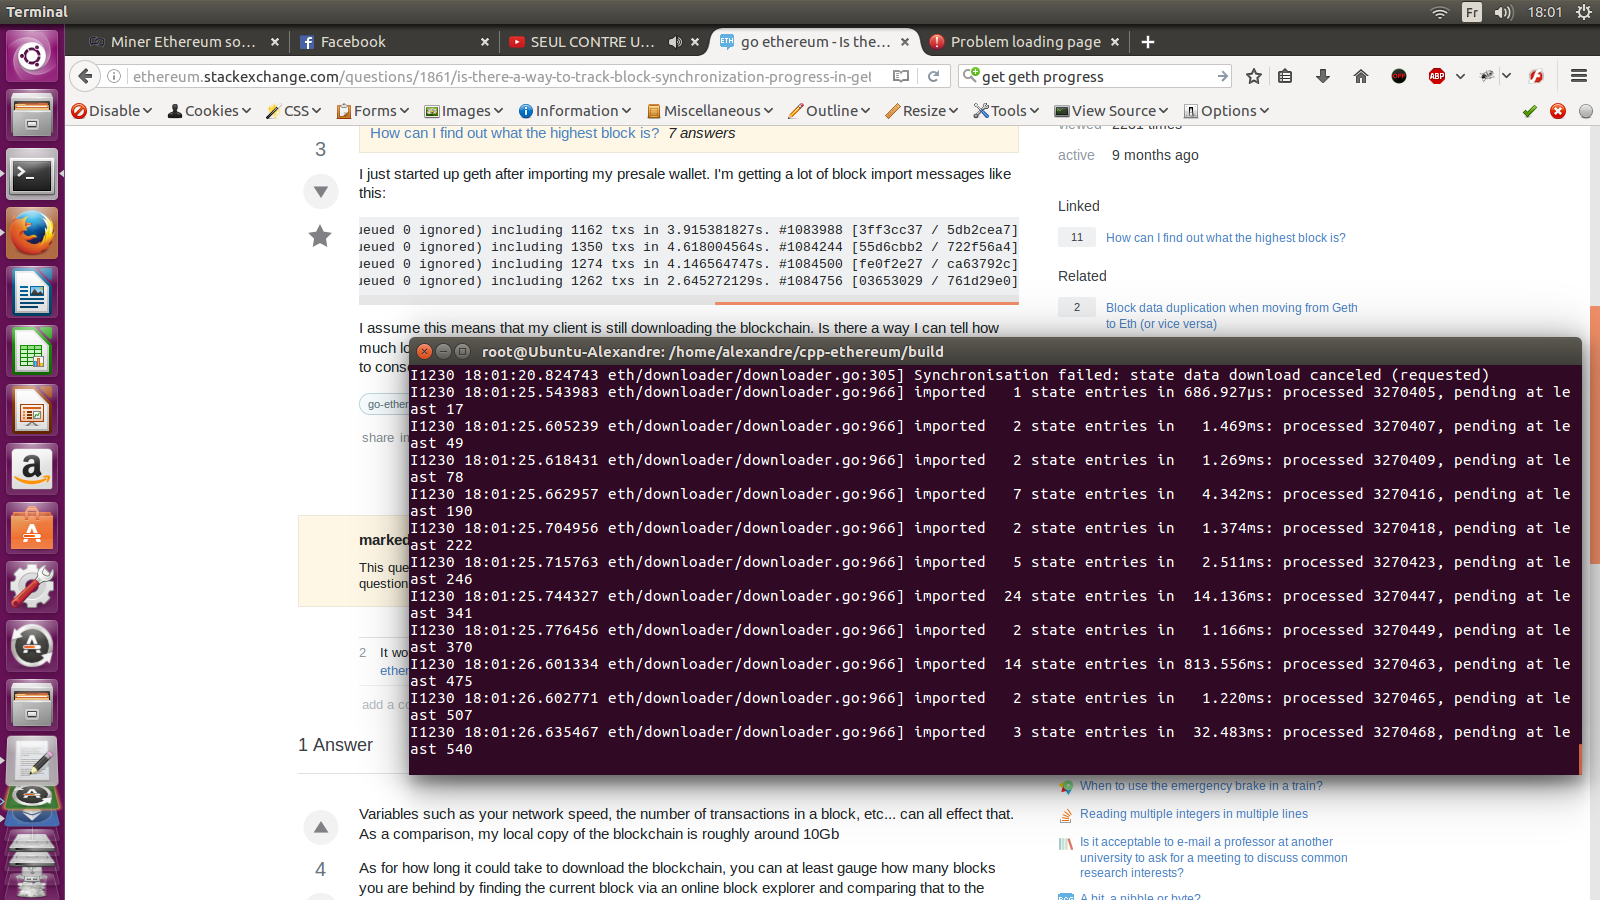 Terminal
Fr
18:01
Miner Ethereum so...
Facebook
SEUL CONTRE U...
go ethereum - Is the...
Problem loading page
ethereum.stackexchange.com/questions/1861/is-there-a-way-to-track-block-synchronization-progress-in-get
get geth progress
Disable
Cookies
CSS
Forms
Images
Information
Miscellaneous
Outline
Resize
Tools
View Source
Options
How can I find out what the highest block is? 7 answers
3
I just started up geth after importing my presale wallet. I'm getting a lot of block import messages like
this:
ueued 0 ignored) including 1162 txs in 3.915381827s. #1083988 [3ff3cc37 / 5db2cea7]
ueued 0 ignored) including 1350 txs in 4.618004564s. #1084244 [55d6cbb2 / 722f56a4]
ueued 0 ignored) including 1274 txs in 4.146564747s. #1084500 [fe0f2e27 / ca63792c]
ueued 0 ignored) including 1262 txs in 2.645272129s. #1084756 [03653029 / 761d29e0]
I assume this means that my client is still downloading the blockchain. Is there a way I can tell how
much lo
to cons
go-ether
share in
marked
This que
question
2 It wo
ether
add a co
1 Answer
Variables such as your network speed, the number of transactions in a block, etc... can all effect that.
As a comparison, my local copy of the blockchain is roughly around 10Gb
4
As for how long it could take to download the blockchain, you can at least gauge how many blocks
you are behind by finding the current block via an online block explorer and comparing that to the
viewed 2231 times
active 9 months ago
Linked
11 How can I find out what the highest block is?
Related
2 Block data duplication when moving from Geth
to Eth (or vice versa)
root@Ubuntu-Alexandre: /home/alexandre/cpp-ethereum/build
I1230 18:01:20.824743 eth/downloader/downloader.go:305] Synchronisation failed: state data download canceled (requested)
I1230 18:01:25.543983 eth/downloader/downloader.go:966] imported   1 state entries in 686.927µs: processed 3270405, pending at le
ast 17
I1230 18:01:25.605239 eth/downloader/downloader.go:966] imported   2 state entries in   1.469ms: processed 3270407, pending at le
ast 49
I1230 18:01:25.618431 eth/downloader/downloader.go:966] imported   2 state entries in   1.269ms: processed 3270409, pending at le
ast 78
I1230 18:01:25.662957 eth/downloader/downloader.go:966] imported   7 state entries in   4.342ms: processed 3270416, pending at le
ast 190
I1230 18:01:25.704956 eth/downloader/downloader.go:966] imported   2 state entries in   1.374ms: processed 3270418, pending at le
ast 222
I1230 18:01:25.715763 eth/downloader/downloader.go:966] imported   5 state entries in   2.511ms: processed 3270423, pending at le
ast 246
I1230 18:01:25.744327 eth/downloader/downloader.go:966] imported  24 state entries in  14.136ms: processed 3270447, pending at le
ast 341
I1230 18:01:25.776456 eth/downloader/downloader.go:966] imported   2 state entries in   1.166ms: processed 3270449, pending at le
ast 370
I1230 18:01:26.601334 eth/downloader/downloader.go:966] imported  14 state entries in 813.556ms: processed 3270463, pending at le
ast 475
I1230 18:01:26.602771 eth/downloader/downloader.go:966] imported   2 state entries in   1.220ms: processed 3270465, pending at le
ast 507
I1230 18:01:26.635467 eth/downloader/downloader.go:966] imported   3 state entries in  32.483ms: processed 3270468, pending at le
ast 540
When to use the emergency brake in a train?
Reading multiple integers in multiple lines
Is it acceptable to e-mail a professor at another
university to ask for a meeting to discuss common
research interests?
A bit, a nibble or byte?